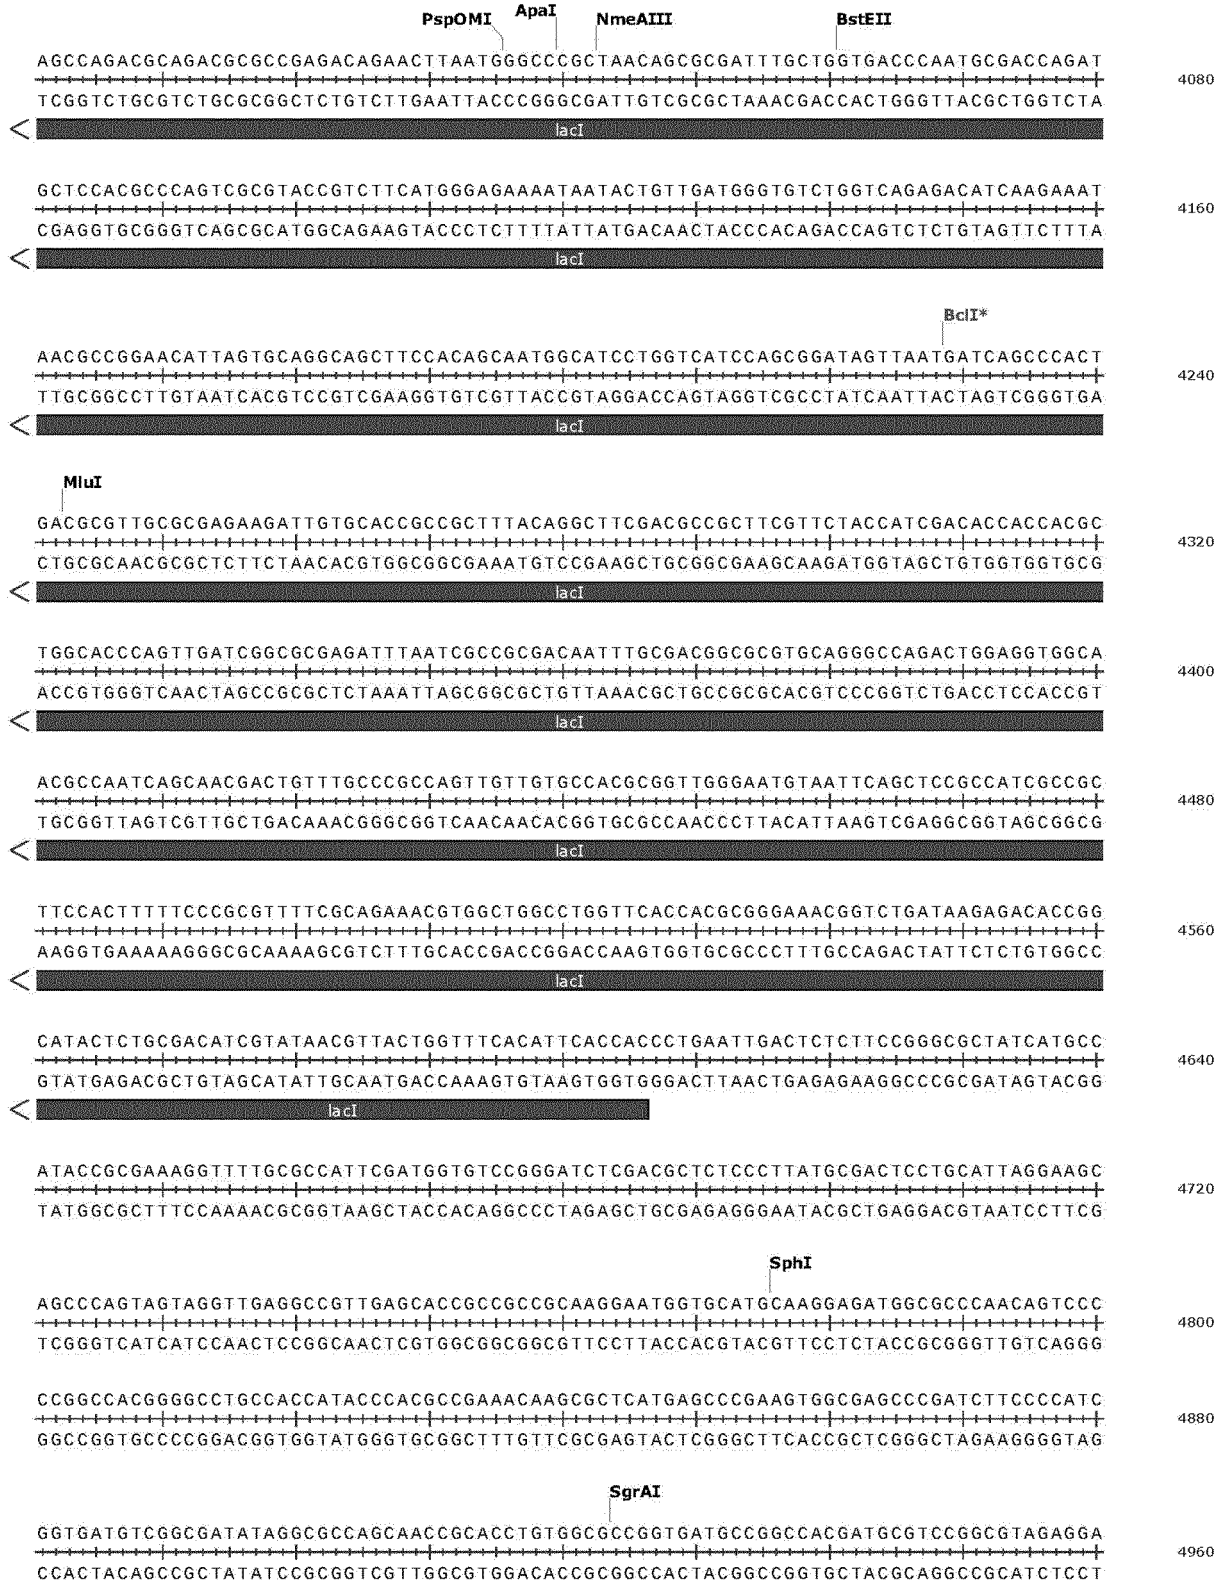 PspOMI ApaI NmeAIII BstEII
AGCCAGACGCAGACGCGCCGAGACAGAACTTAATGGGCCCGCTAACAGCGCGATTTGCTGGTGACCCAATGCGACCAGAT
4080
TCGGTCTGCGTCTGCGCGGCTCTGTCTTGAATTACCCGGGCGATTGTCGCGCTAAACGACCACTGGGTTACGCTGGTCTA
lacI
GCTCCACGCCCAGTCGCGTACCGTCTTCATGGGAGAAAATAATACTGTTGATGGGTGTCTGGTCAGAGACATCAAGAAAT
4160
CGAGGTGCGGGTCAGCGCATGGCAGAAGTACCCTCTTTTATTATGACAACTACCCACAGACCAGTCTCTGTAGTTCTTTA
lacI
BclI*
AACGCCGGAACATTAGTGCAGGCAGCTTCCACAGCAATGGCATCCTGGTCATCCAGCGGATAGTTAATGATCAGCCCACT
4240
TTGCGGCCTTGTAATCACGTCCGTCGAAGGTGTCGTTACCGTAGGACCAGTAGGTCGCCTATCAATTACTAGTCGGGTGA
lacI
MluI
GACGCGTTGCGCGAGAAGATTGTGCACCGCCGCTTTACAGGCTTCGACGCCGCTTCGTTCTACCATCGACACCACCACGC
4320
CTGCGCAACGCGCTCTTCTAACACGTGGCGGCGAAATGTCCGAAGCTGCGGCGAAGCAAGATGGTAGCTGTGGTGGTGCG
lacI
TGGCACCCAGTTGATCGGCGCGAGATTTAATCGCCGCGACAATTTGCGACGGCGCGTGCAGGGCCAGACTGGAGGTGGCA
4400
ACCGTGGGTCAACTAGCCGCGCTCTAAATTAGCGGCGCTGTTAAACGCTGCCGCGCACGTCCCGGTCTGACCTCCACCGT
lacI
ACGCCAATCAGCAACGACTGTTTGCCCGCCAGTTGTTGTGCCACGCGGTTGGGAATGTAATTCAGCTCCGCCATCGCCGC
4480
TGCGGTTAGTCGTTGCTGACAAACGGGCGGTCAACAACACGGTGCGCCAACCCTTACATTAAGTCGAGGCGGTAGCGGCG
lacI
TTCCACTTTTTCCCGCGTTTTCGCAGAAACGTGGCTGGCCTGGTTCACCACGCGGGAAACGGTCTGATAAGAGACACCGG
4560
AAGGTGAAAAAGGGCGCAAAAGCGTCTTTGCACCGACCGGACCAAGTGGTGCGCCCTTTGCCAGACTATTCTCTGTGGCC
lacI
CATACTCTGCGACATCGTATAACGTTACTGGTTTCACATTCACCACCCTGAATTGACTCTCTTCCGGGCGCTATCATGCC
4640
GTATGAGACGCTGTAGCATATTGCAATGACCAAAGTGTAAGTGGTGGGACTTAACTGAGAGAAGGCCCGCGATAGTACGG
lacI
ATACCGCGAAAGGTTTTGCGCCATTCGATGGTGTCCGGGATCTCGACGCTCTCCCTTATGCGACTCCTGCATTAGGAAGC
4720
TATGGCGCTTTCCAAAACGCGGTAAGCTACCACAGGCCCTAGAGCTGCGAGAGGGAATACGCTGAGGACGTAATCCTTCG
SphI
AGCCCAGTAGTAGGTTGAGGCCGTTGAGCACCGCCGCCGCAAGGAATGGTGCATGCAAGGAGATGGCGCCCAACAGTCCC
4800
TCGGGTCATCATCCAACTCCGGCAACTCGTGGCGGCGGCGTTCCTTACCACGTACGTTCCTCTACCGCGGGTTGTCAGGG
CCGGCCACGGGGCCTGCCACCATACCCACGCCGAAACAAGCGCTCATGAGCCCGAAGTGGCGAGCCCGATCTTCCCCATC
4880
GGCCGGTGCCCCGGACGGTGGTATGGGTGCGGCTTTGTTCGCGAGTACTCGGGCTTCACCGCTCGGGCTAGAAGGGGTAG
SgrAI
GGTGATGTCGGCGATATAGGCGCCAGCAACCGCACCTGTGGCGCCGGTGATGCCGGCCACGATGCGTCCGGCGTAGAGGA
4960
CCACTACAGCCGCTATATCCGCGGTCGTTGGCGTGGACACCGCGGCCACTACGGCCGGTGCTACGCAGGCCGCATCTCCT